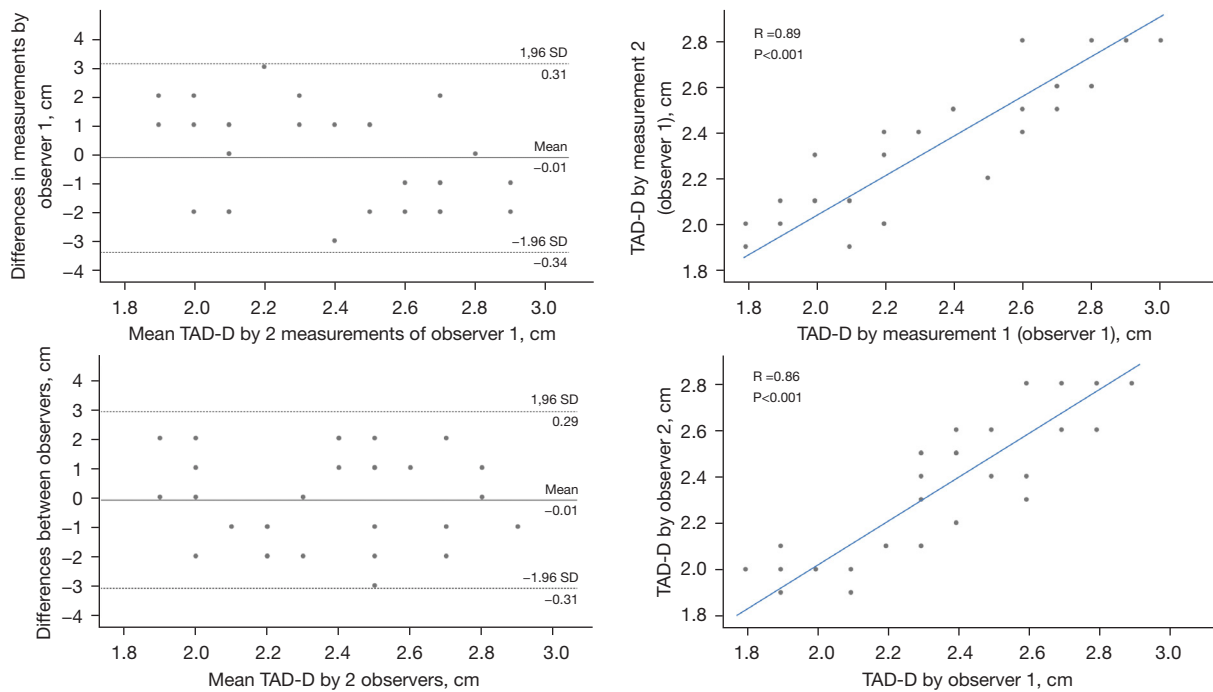 Differences in measurements by
observer 1, cm
4
3
2
1
0
−1
−2
−3
−4
1,96 SD
0.31
Mean
−0.01
−1.96 SD
−0.34
1.8 2.0 2.2 2.4 2.6 2.8 3.0
Mean TAD-D by 2 measurements of observer 1, cm
TAD-D by measurement 2
(observer 1), cm
R =0.89
P<0.001
2.8
2.6
2.4
2.2
2.0
1.8
1.8 2.0 2.2 2.4 2.6 2.8 3.0
TAD-D by measurement 1 (observer 1), cm
Differences between observers, cm
4
3
2
1
0
−1
−2
−3
−4
1,96 SD
0.29
Mean
−0.01
−1.96 SD
−0.31
1.8 2.0 2.2 2.4 2.6 2.8 3.0
Mean TAD-D by 2 observers, cm
TAD-D by observer 2, cm
R =0.86
P<0.001
2.8
2.6
2.4
2.2
2.0
1.8
1.8 2.0 2.2 2.4 2.6 2.8 3.0
TAD-D by observer 1, cm